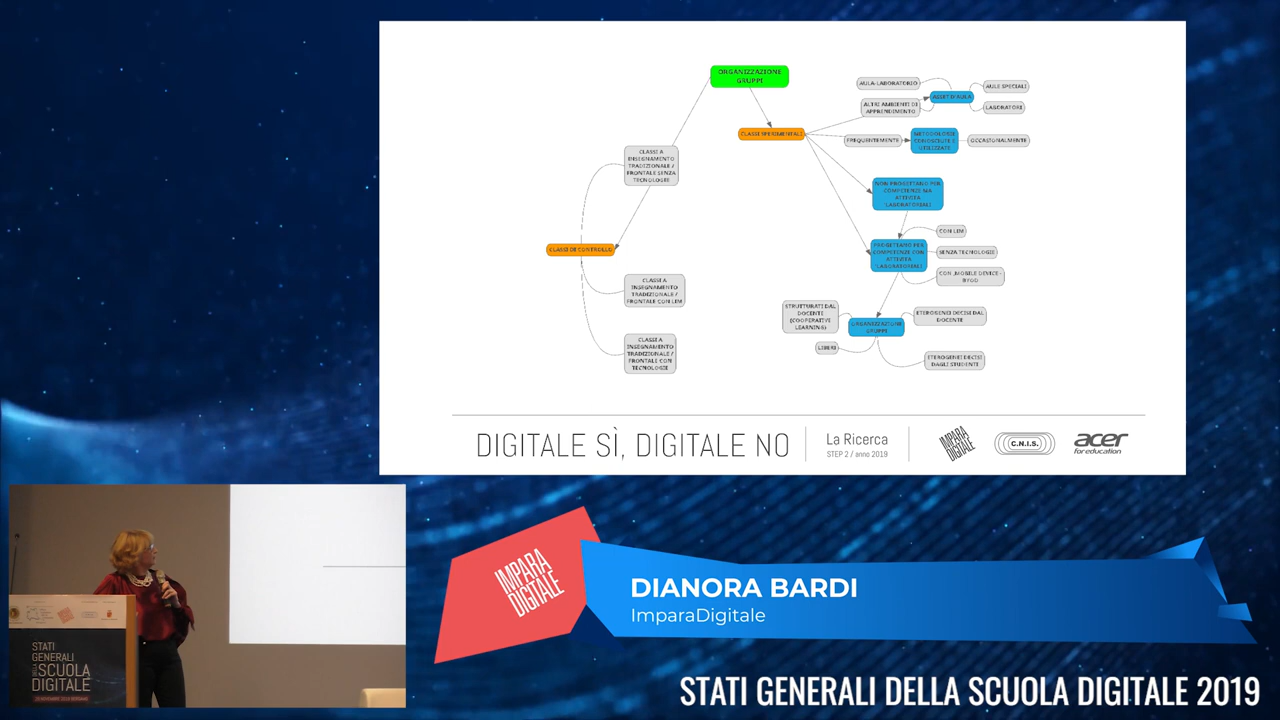 ORGANIZZAZIONE
GRUPPI
CLASSI SPERIMENTALI
AULA-LABORATORIO
ALTRI AMBIENTI DI
APPRENDIMENTO
ASSET D'AULA
AULE SPECIALI
LABORATORI
FREQUENTEMENTE
METODOLOGIE
CONOSCIUTE E
UTILIZZATE
OCCASIONALMENTE
CLASSI A
INSEGNAMENTO
TRADIZIONALE /
FRONTALE SENZA
TECNOLOGIE
NON PROGETTANO PER
COMPETENZE MA
ATTIVITÀ
LABORATORIALI
CLASSI DI CONTROLLO
PROGETTANO PER
COMPETENZE CON
ATTIVITÀ
LABORATORIALI
CON LIM
SENZA TECNOLOGIE
CON MOBILE DEVICE -
BYOD
CLASSI A
INSEGNAMENTO
TRADIZIONALE /
FRONTALE CON LIM
STRUTTURATI DAL
DOCENTE
(COOPERATIVE
LEARNING)
ORGANIZZAZIONE
GRUPPI
ETEROGENEI DECISI DAL
DOCENTE
LIBERI
ETEROGENEI DECISI
DAGLI STUDENTI
CLASSI A
INSEGNAMENTO
TRADIZIONALE /
FRONTALE CON
TECNOLOGIE
DIGITALE SÌ, DIGITALE NO
La Ricerca
STEP 2 / anno 2019
IMPARA
DIGITALE
C.N.I.S.
acer
for education
IMPARA
DIGITALE
DIANORA BARDI
ImparaDigitale
STATI
GENERALI
DELLA SCUOLA
DIGITALE
STATI GENERALI DELLA SCUOLA DIGITALE 2019